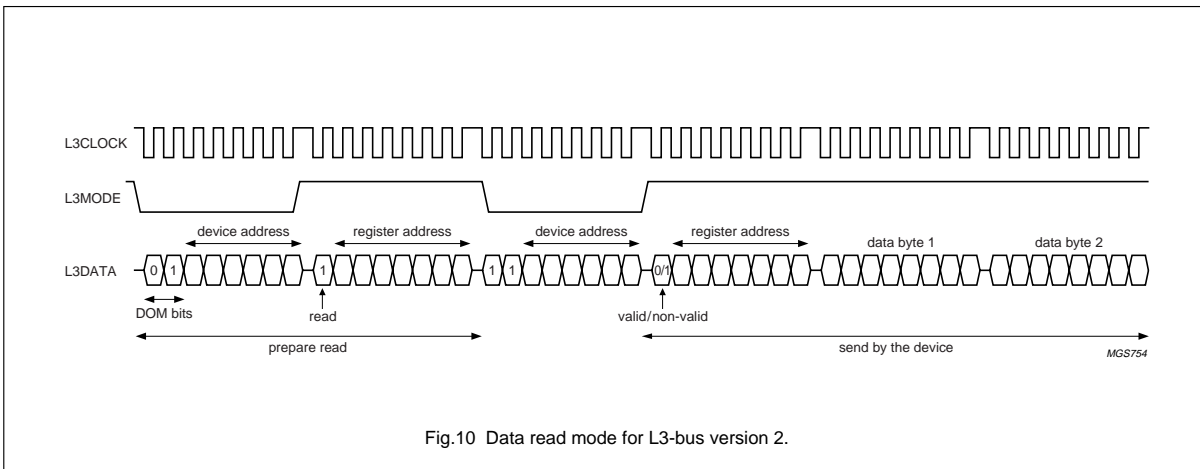 L3CLOCK
L3MODE
device address register address device address register address data byte 1 data byte 2
L3DATA 0 1 1 1 1 0/1
DOM bits read valid/non-valid
prepare read send by the device
MGS754
Fig.10 Data read mode for L3-bus version 2.